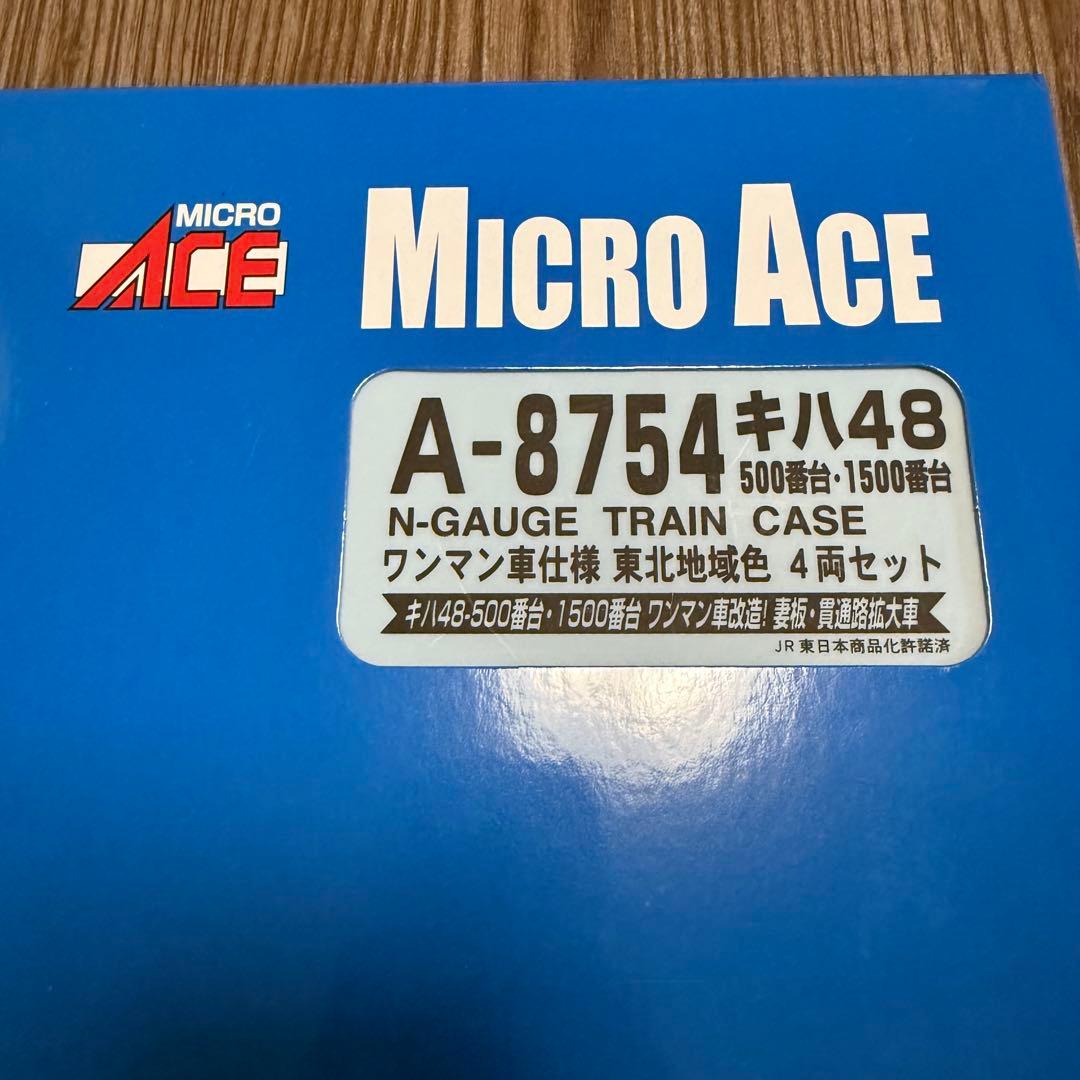 MICRO
ACE
MICRO ACE
A-8754 キハ48
500番台・1500番台
N-GAUGE TRAIN CASE
ワンマン車仕様 東北地域色 4両セット
キハ48-500番台・1500番台 ワンマン車改造! 妻板・貫通路拡大車
JR東日本商品化許諾済